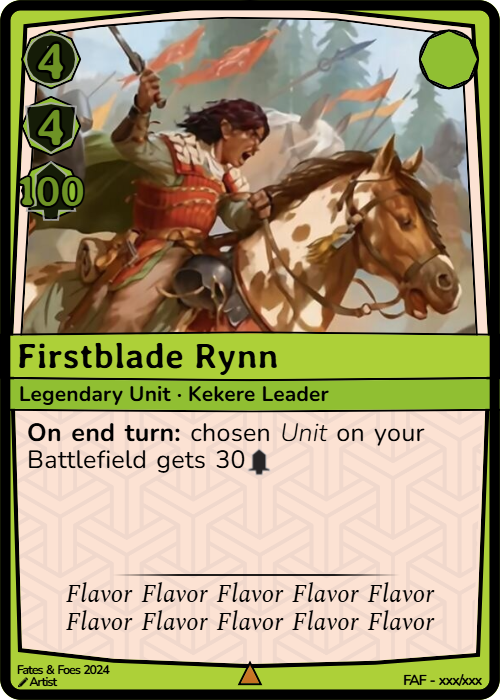 4
4
100
Firstblade Rynn
Legendary Unit · Kekere Leader
On end turn: chosen Unit on your
Battlefield gets 30
Flavor Flavor Flavor Flavor Flavor
Flavor Flavor Flavor Flavor Flavor
Fates & Foes 2024
Artist
FAF - xxx/xxx